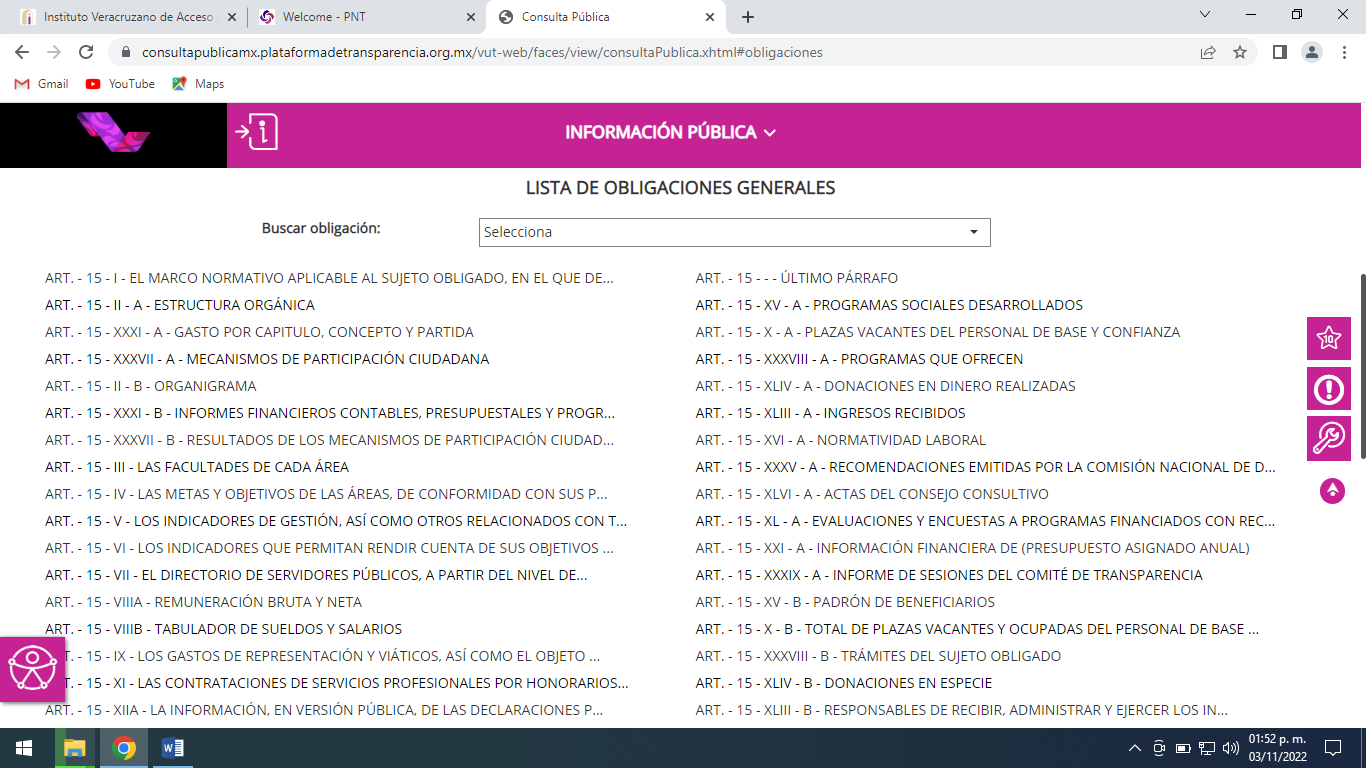 Instituto Veracruzano de Acceso
Welcome - PNT
Consulta Pública
consultapublicamx.plataformadetransparencia.org.mx/vut-web/faces/view/consultaPublica.xhtml#obligaciones
Gmail
YouTube
Maps
INFORMACIÓN PÚBLICA
LISTA DE OBLIGACIONES GENERALES
Buscar obligación:
Selecciona
ART. - 15 - I - EL MARCO NORMATIVO APLICABLE AL SUJETO OBLIGADO, EN EL QUE DE...
ART. - 15 - II - A - ESTRUCTURA ORGÁNICA
ART. - 15 - XXXI - A - GASTO POR CAPITULO, CONCEPTO Y PARTIDA
ART. - 15 - XXXVII - A - MECANISMOS DE PARTICIPACIÓN CIUDADANA
ART. - 15 - II - B - ORGANIGRAMA
ART. - 15 - XXXI - B - INFORMES FINANCIEROS CONTABLES, PRESUPUESTALES Y PROGR...
ART. - 15 - XXXVII - B - RESULTADOS DE LOS MECANISMOS DE PARTICIPACIÓN CIUDAD...
ART. - 15 - III - LAS FACULTADES DE CADA ÁREA
ART. - 15 - IV - LAS METAS Y OBJETIVOS DE LAS ÁREAS, DE CONFORMIDAD CON SUS P...
ART. - 15 - V - LOS INDICADORES DE GESTIÓN, ASÍ COMO OTROS RELACIONADOS CON T...
ART. - 15 - VI - LOS INDICADORES QUE PERMITAN RENDIR CUENTA DE SUS OBJETIVOS ...
ART. - 15 - VII - EL DIRECTORIO DE SERVIDORES PÚBLICOS, A PARTIR DEL NIVEL DE...
ART. - 15 - VIIIA - REMUNERACIÓN BRUTA Y NETA
ART. - 15 - VIIIB - TABULADOR DE SUELDOS Y SALARIOS
T. - 15 - IX - LOS GASTOS DE REPRESENTACIÓN Y VIÁTICOS, ASÍ COMO EL OBJETO ...
T. - 15 - XI - LAS CONTRATACIONES DE SERVICIOS PROFESIONALES POR HONORARIOS...
ART. - 15 - XIIA - LA INFORMACIÓN, EN VERSIÓN PÚBLICA, DE LAS DECLARACIONES P...
ART. - 15 - - - ÚLTIMO PÁRRAFO
ART. - 15 - XV - A - PROGRAMAS SOCIALES DESARROLLADOS
ART. - 15 - X - A - PLAZAS VACANTES DEL PERSONAL DE BASE Y CONFIANZA
ART. - 15 - XXXVIII - A - PROGRAMAS QUE OFRECEN
ART. - 15 - XLIV - A - DONACIONES EN DINERO REALIZADAS
ART. - 15 - XLIII - A - INGRESOS RECIBIDOS
ART. - 15 - XVI - A - NORMATIVIDAD LABORAL
ART. - 15 - XXXV - A - RECOMENDACIONES EMITIDAS POR LA COMISIÓN NACIONAL DE D...
ART. - 15 - XLVI - A - ACTAS DEL CONSEJO CONSULTIVO
ART. - 15 - XL - A - EVALUACIONES Y ENCUESTAS A PROGRAMAS FINANCIADOS CON REC...
ART. - 15 - XXI - A - INFORMACIÓN FINANCIERA DE (PRESUPUESTO ASIGNADO ANUAL)
ART. - 15 - XXXIX - A - INFORME DE SESIONES DEL COMITÉ DE TRANSPARENCIA
ART. - 15 - XV - B - PADRÓN DE BENEFICIARIOS
ART. - 15 - X - B - TOTAL DE PLAZAS VACANTES Y OCUPADAS DEL PERSONAL DE BASE ...
ART. - 15 - XXXVIII - B - TRÁMITES DEL SUJETO OBLIGADO
ART. - 15 - XLIV - B - DONACIONES EN ESPECIE
ART. - 15 - XLIII - B - RESPONSABLES DE RECIBIR, ADMINISTRAR Y EJERCER LOS IN...
10
01:52 p. m.
03/11/2022